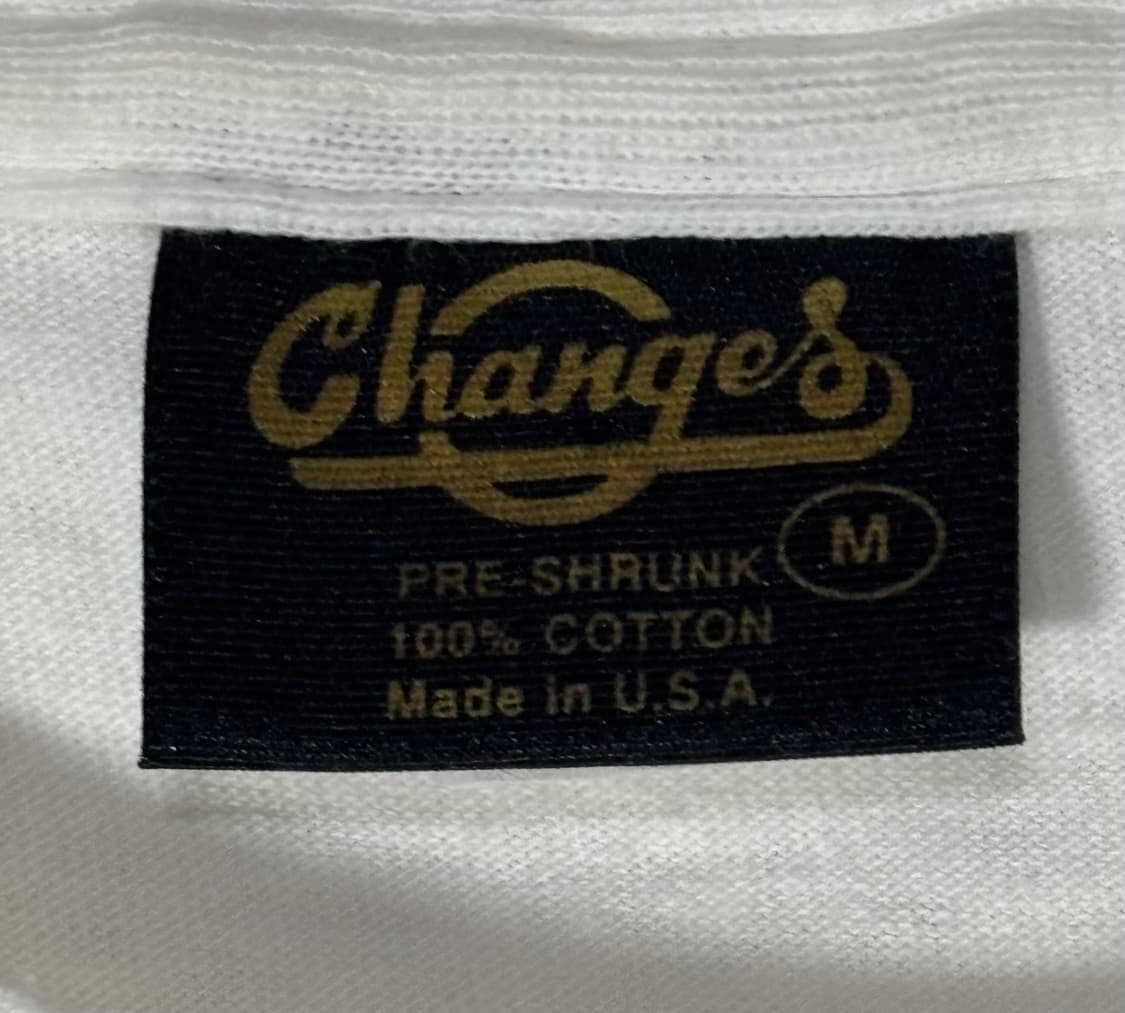 Changes
M
PRE-SHRUNK
100% COTTON
Made in U.S.A.